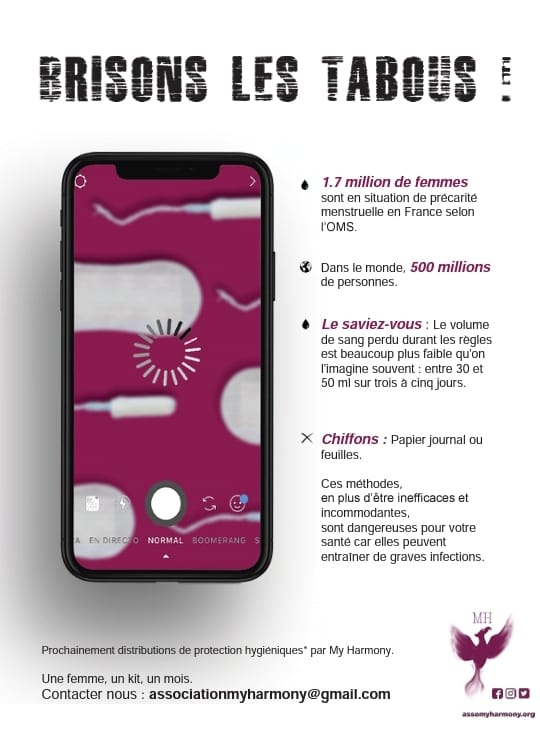 BRISONS LES TABOUS !
1.7 million de femmes
sont en situation de précarité
menstruelle en France selon
l'OMS.
Dans le monde, 500 millions
de personnes.
Le saviez-vous : Le volume
de sang perdu durant les règles
est beaucoup plus faible qu'on
l'imagine souvent : entre 30 et
50 ml sur trois à cinq jours.
Chiffons : Papier journal ou
feuilles.
Ces méthodes,
en plus d'être inefficaces et
incommodantes,
sont dangereuses pour votre
santé car elles peuvent
entraîner de graves infections.
A EN DIRECTO NORMAL BOOMERANG S
MH
Prochainement distributions de protection hygiéniques* par My Harmony.
Une femme, un kit, un mois.
Contacter nous : associationmyharmony@gmail.com
assomyharmony.org